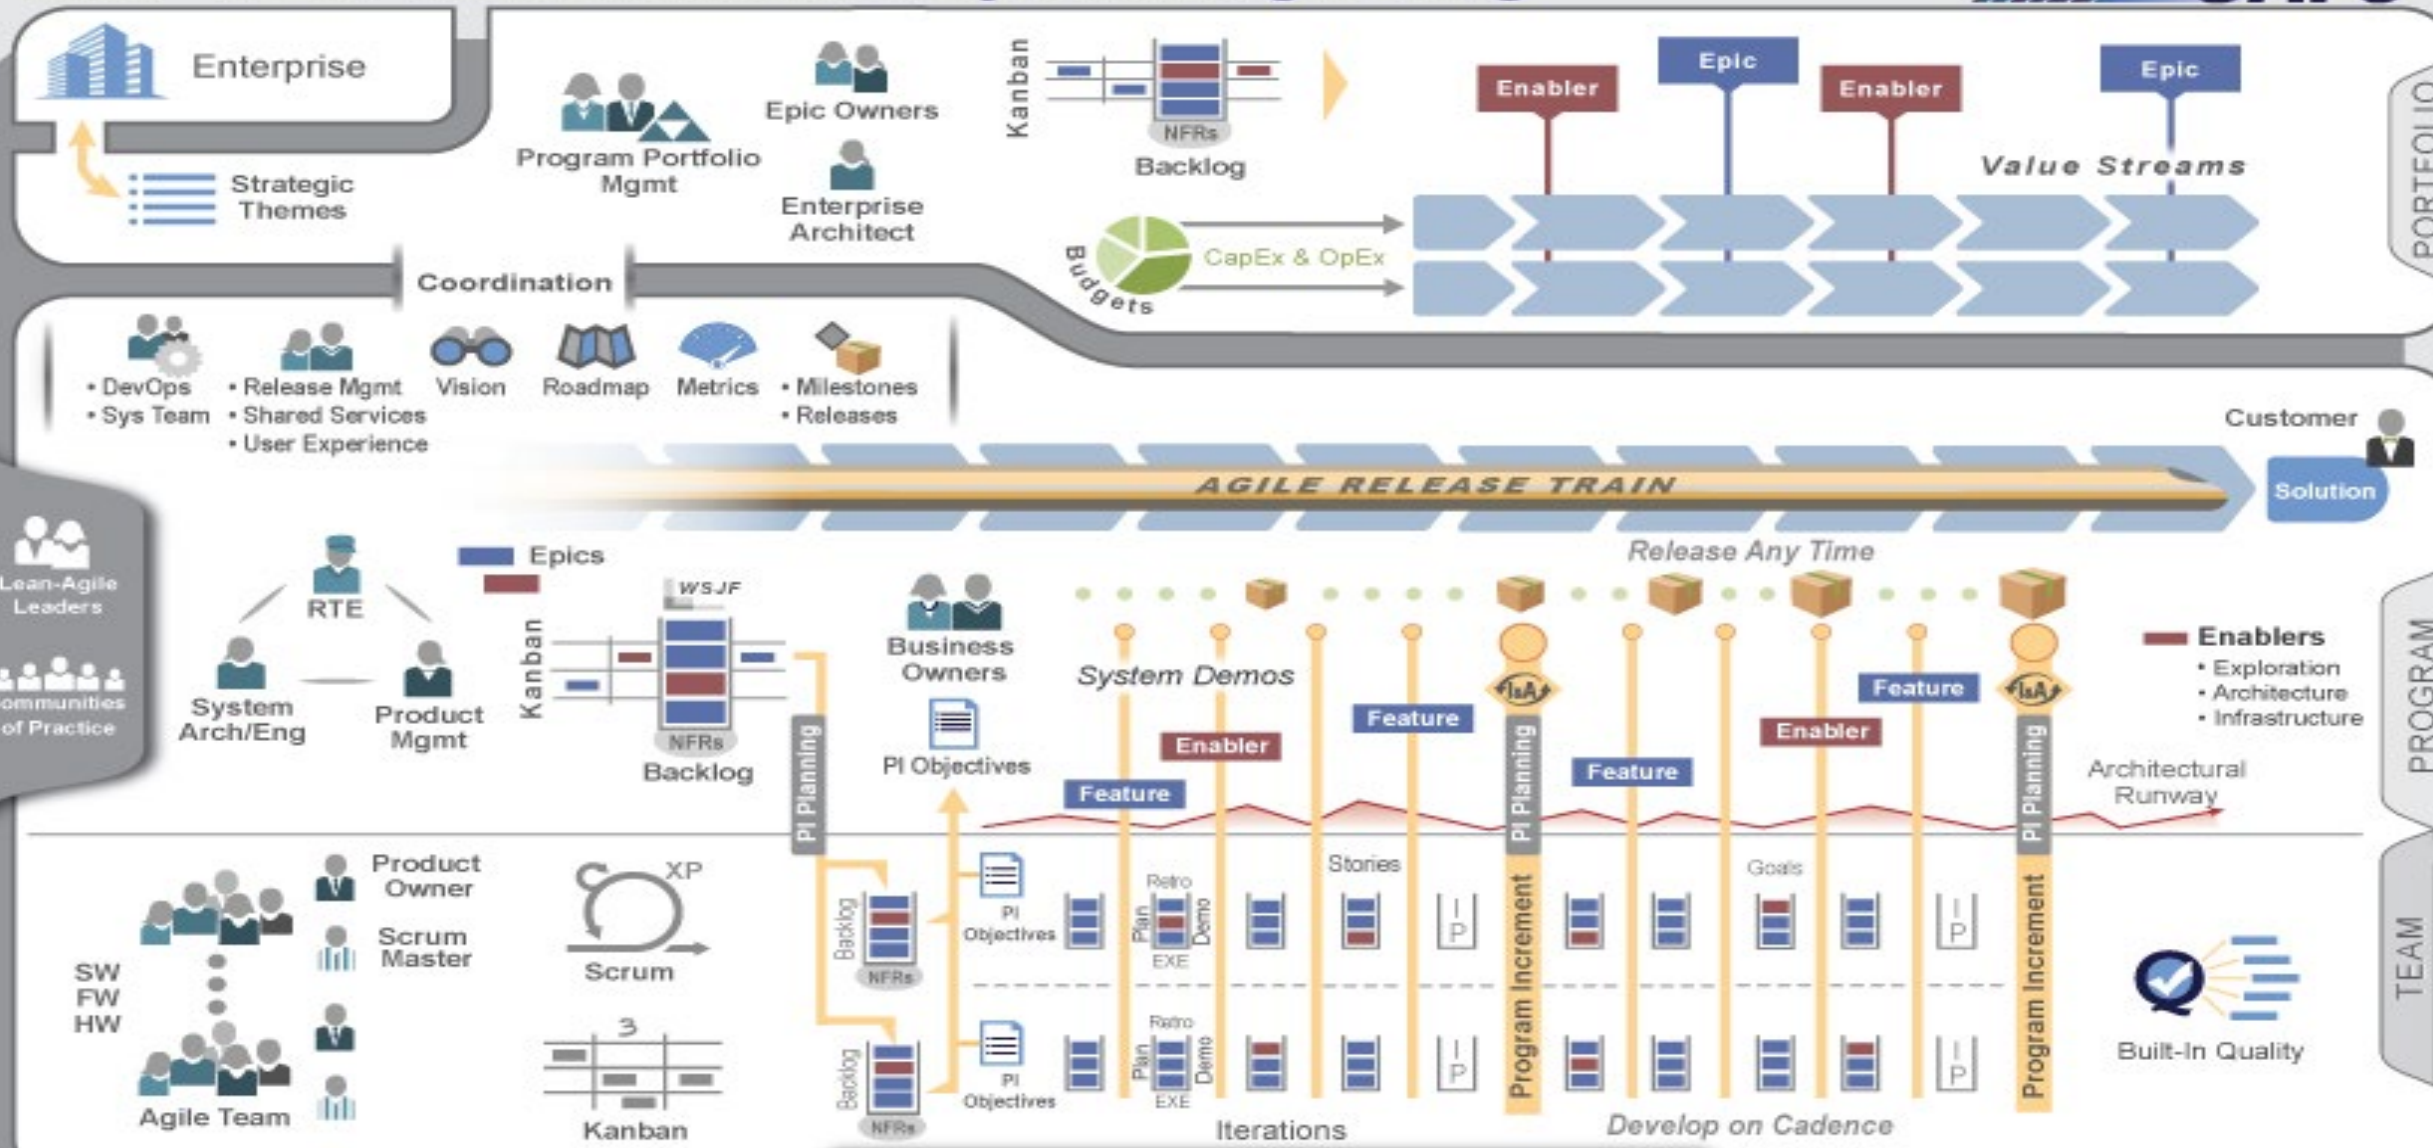 Enterprise
Strategic
Themes
Program Portfolio
Mgmt
Epic Owners
Enterprise
Architect
Kanban
NFRs
Backlog
Budgets
CapEx & OpEx
Enabler
Epic
Enabler
Epic
Value Streams
PORTFOLIO
Coordination
• DevOps
• Sys Team
• Release Mgmt
• Shared Services
• User Experience
Vision
Roadmap
Metrics
• Milestones
• Releases
Customer
Solution
AGILE RELEASE TRAIN
Release Any Time
Lean-Agile
Leaders
of Practice
RTE
System
Arch/Eng
Product
Mgmt
Epics
WSJF
Kanban
NFRs
Backlog
PI Planning
Business
Owners
PI Objectives
System Demos
Feature
Enabler
Feature
I&A
PI Planning
Feature
Enabler
Feature
I&A
PI Planning
Enablers
• Exploration
• Architecture
• Infrastructure
Architectural
Runway
PROGRAM
SW
FW
HW
Agile Team
Product
Owner
Scrum
Master
XP
Scrum
3
Kanban
Backlog
NFRs
PI
Objectives
Retro
Plan
Demo
EXE
Stories
I
P
Program Increment
Goals
I
P
Program Increment
Backlog
NFRs
PI
Objectives
Retro
Plan
Demo
EXE
I
P
I
P
Iterations
Develop on Cadence
Built-In Quality
TEAM